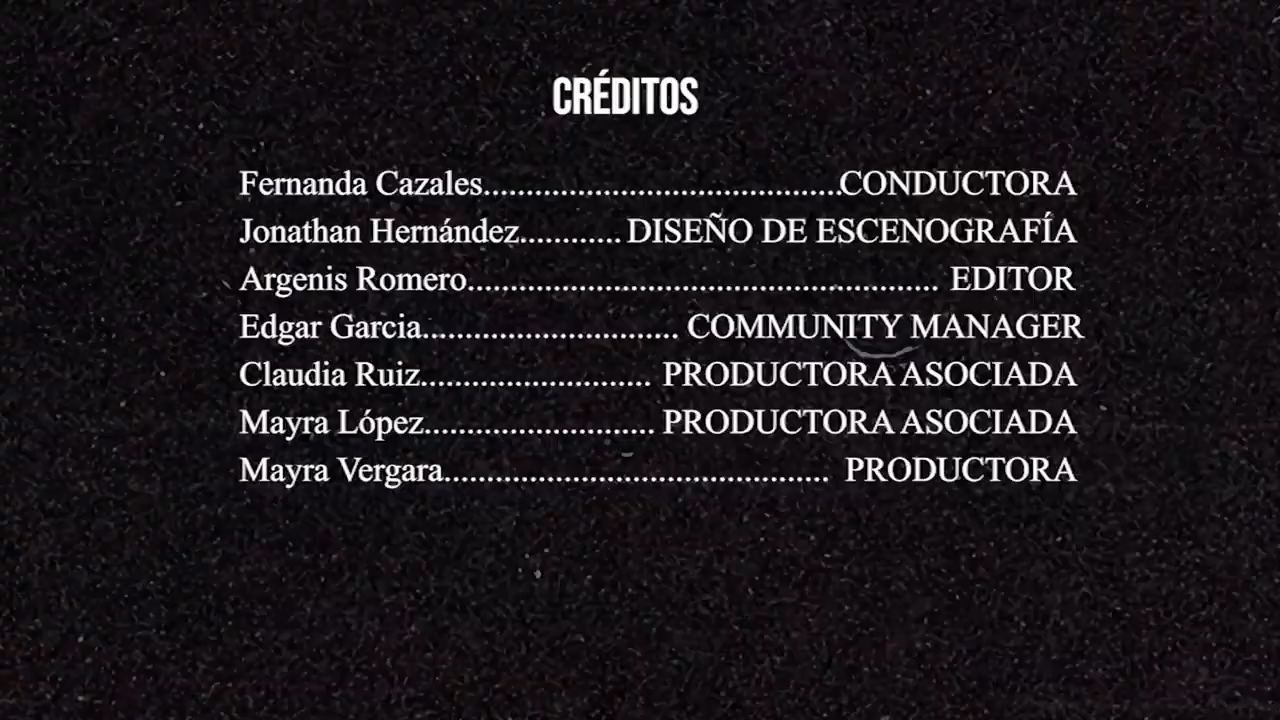 CRÉDITOS
Fernanda Cazales..........................................CONDUCTORA
Jonathan Hernández............ DISEÑO DE ESCENOGRAFÍA
Argenis Romero....................................................... EDITOR
Edgar Garcia.............................. COMMUNITY MANAGER
Claudia Ruiz........................... PRODUCTORA ASOCIADA
Mayra López........................... PRODUCTORA ASOCIADA
Mayra Vergara............................................. PRODUCTORA